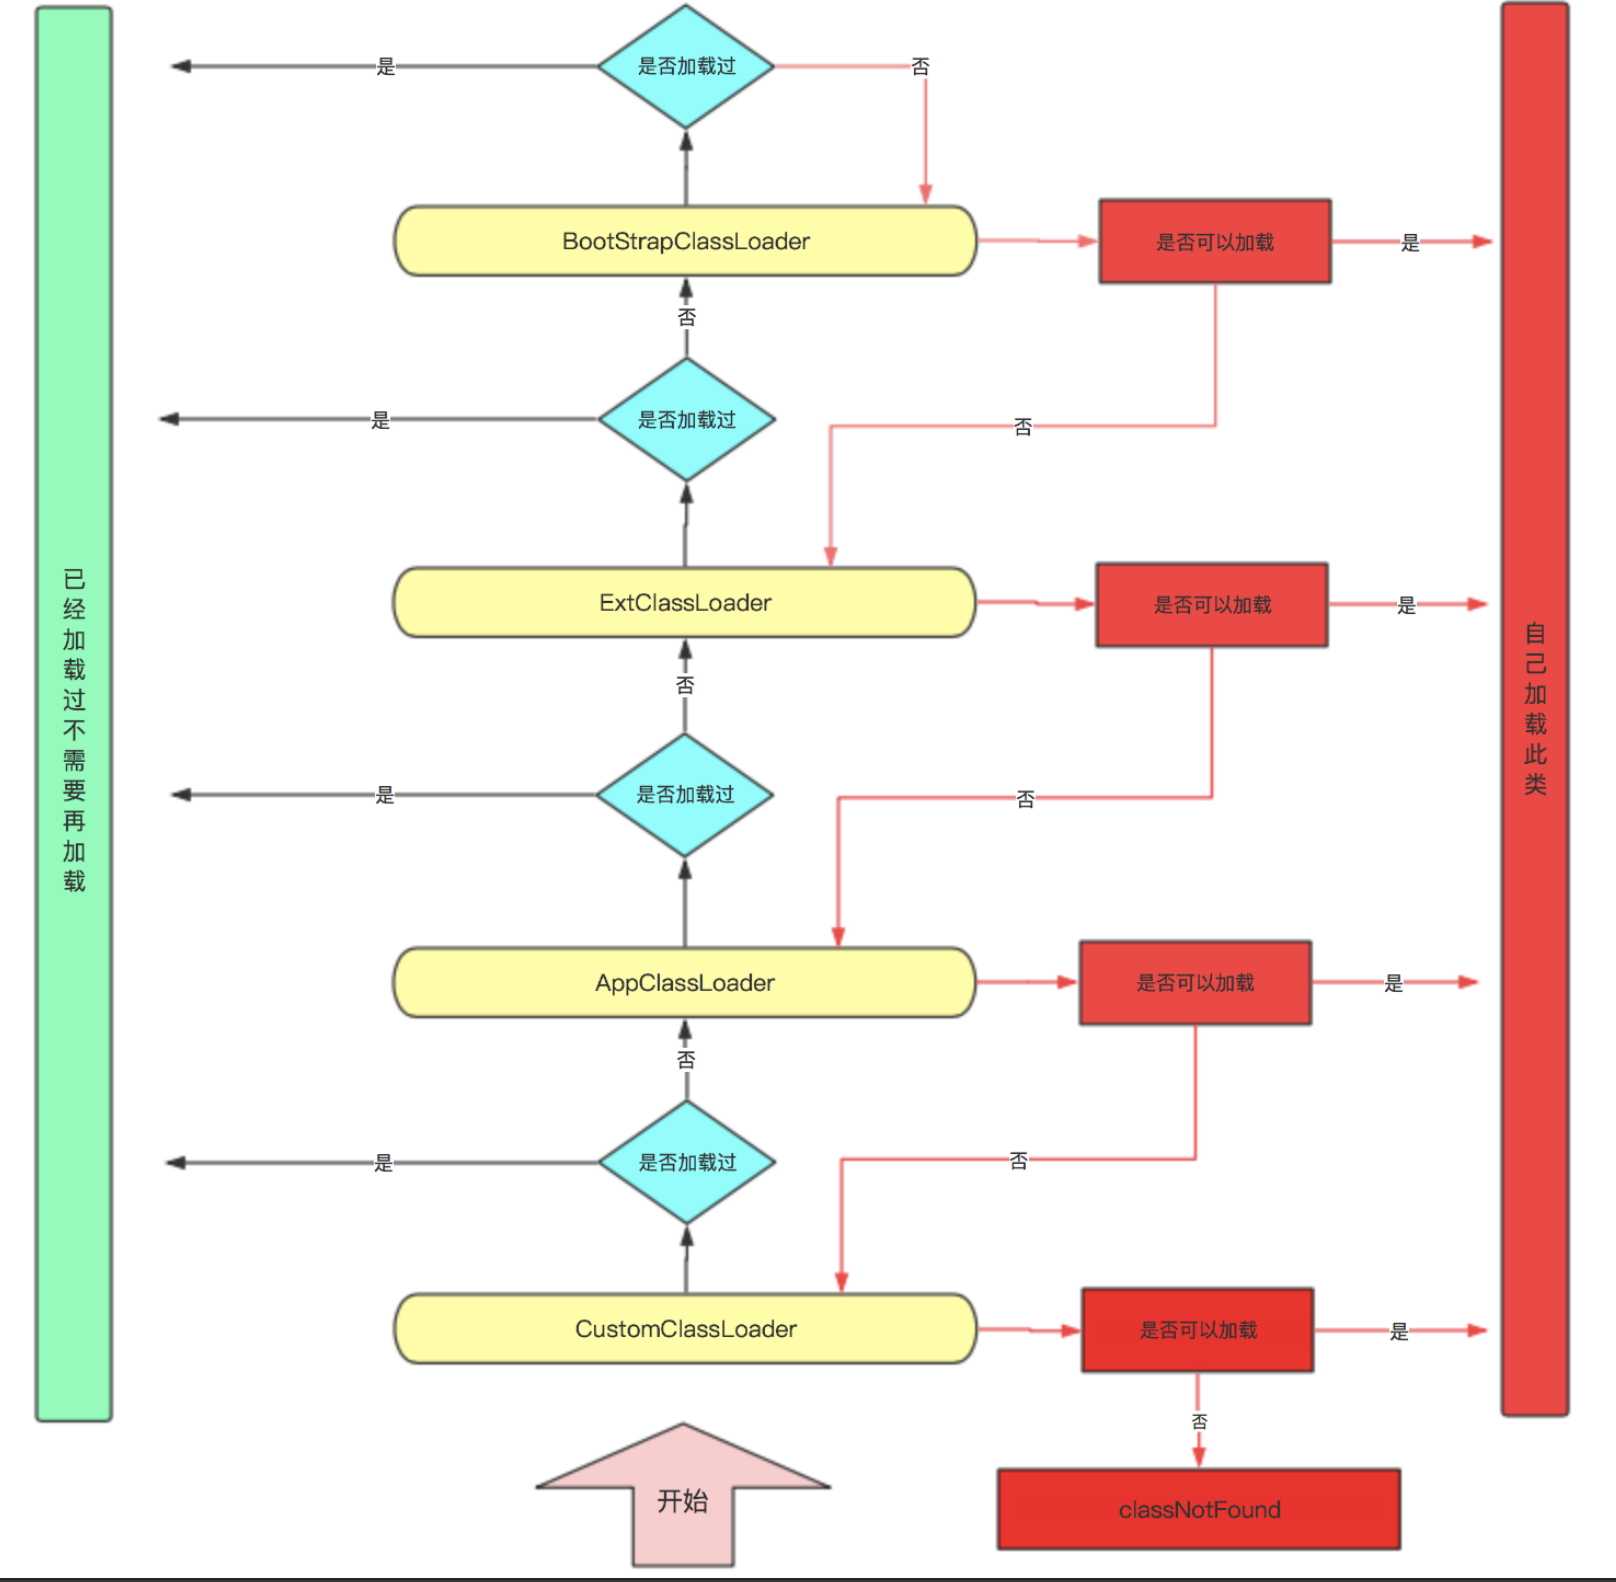 是否加载过
是
否
BootStrapClassLoader
是否可以加载
是
否
是否加载过
是
否
ExtClassLoader
是否可以加载
是
否
是否加载过
是
否
AppClassLoader
是否可以加载
是
否
是否加载过
是
否
CustomClassLoader
是否可以加载
是
否
开始
classNotFound
已经加载过不需要再加载
自己加载此类